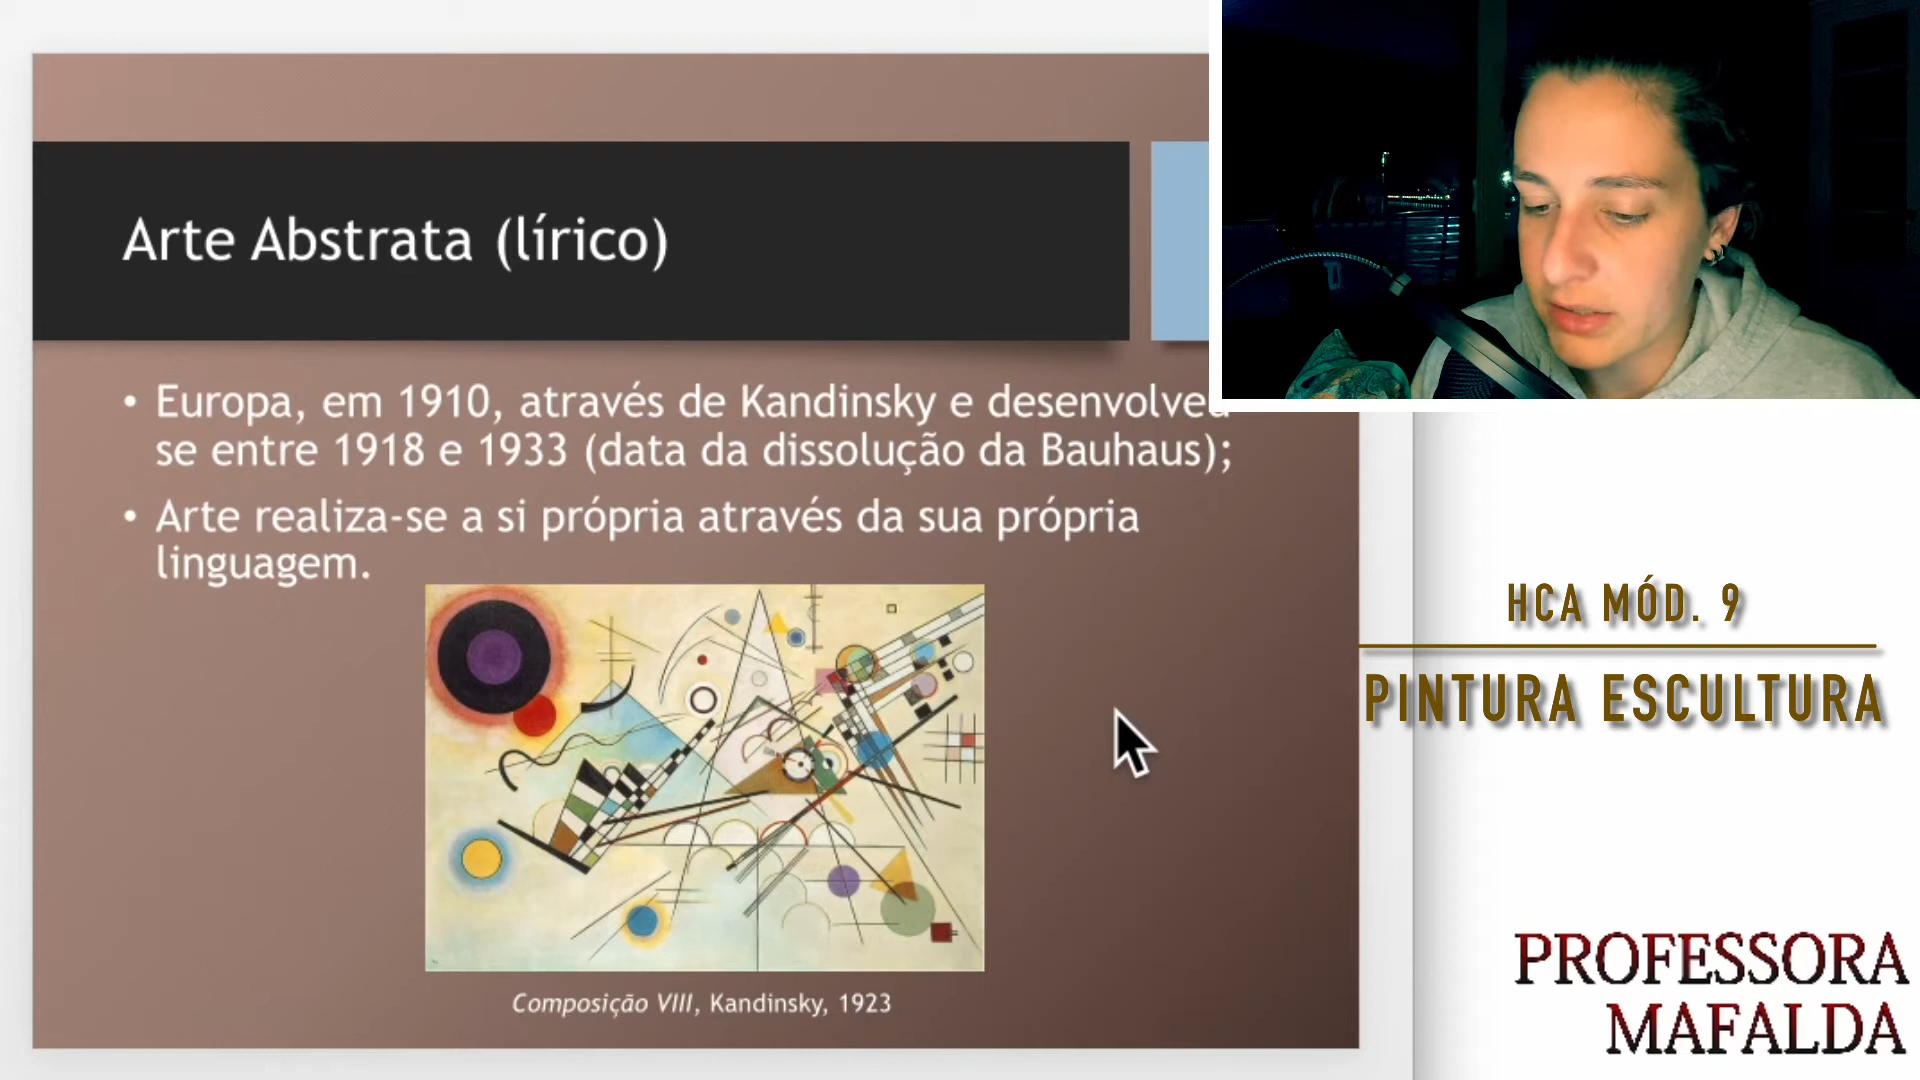 Arte Abstrata (lírico)
• Europa, em 1910, através de Kandinsky e desenvolveu
se entre 1918 e 1933 (data da dissolução da Bauhaus);
• Arte realiza-se a si própria através da sua própria
linguagem.
Composição VIII, Kandinsky, 1923
HCA MÓD. 9
PINTURA ESCULTURA
PROFESSORA
MAFALDA